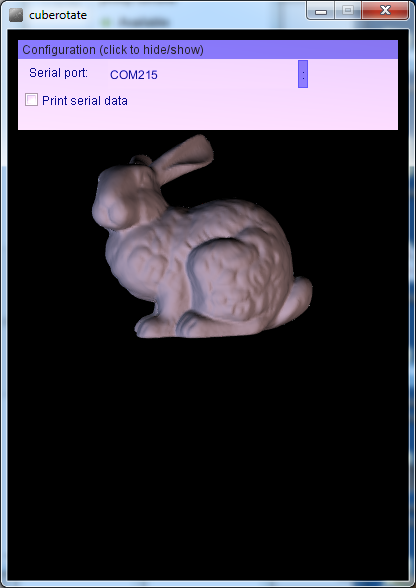 cuberotate
Configuration (click to hide/show)
Serial port: COM215 :
Print serial data